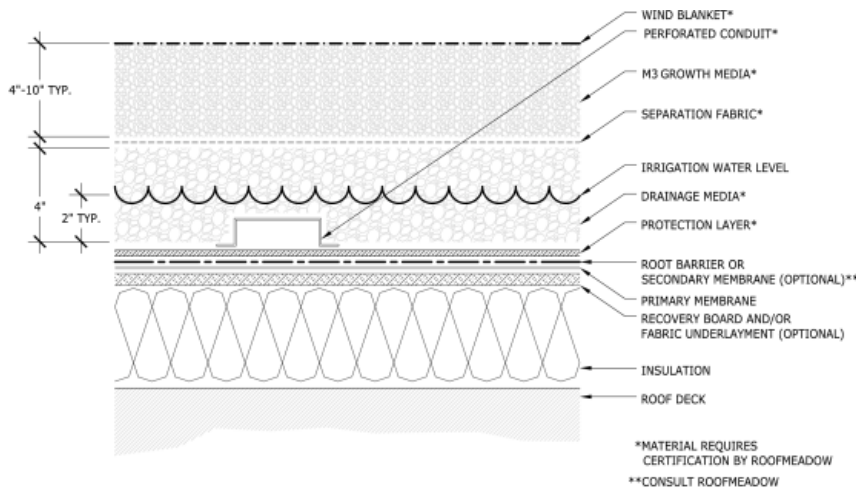 WIND BLANKET*
PERFORATED CONDUIT*
4"-10" TYP.
M3 GROWTH MEDIA*
SEPARATION FABRIC*
IRRIGATION WATER LEVEL
4"
2" TYP.
DRAINAGE MEDIA*
PROTECTION LAYER*
ROOT BARRIER OR
SECONDARY MEMBRANE (OPTIONAL)**
PRIMARY MEMBRANE
RECOVERY BOARD AND/OR
FABRIC UNDERLAYMENT (OPTIONAL)
INSULATION
ROOF DECK
*MATERIAL REQUIRES
CERTIFICATION BY ROOFMEADOW
**CONSULT ROOFMEADOW